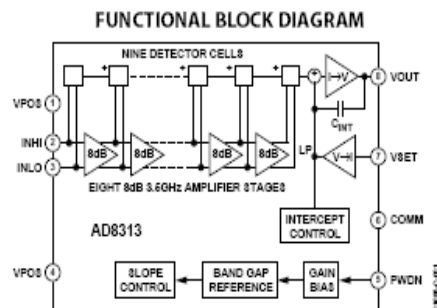 FUNCTIONAL BLOCK DIAGRAM
NINE DETECTOR CELLS
+ + + + +
I→V
8 VOUT
CINT
VPOS 1
INHI 2
INLO 3
8dB 8dB 8dB 8dB
LP
V→I
7 VSET
EIGHT 8dB 3.5GHz AMPLIFIER STAGES
INTERCEPT
CONTROL
6 COMM
AD8313
VPOS 4
SLOPE
CONTROL
BAND GAP
REFERENCE
GAIN
BIAS
5 PWDN